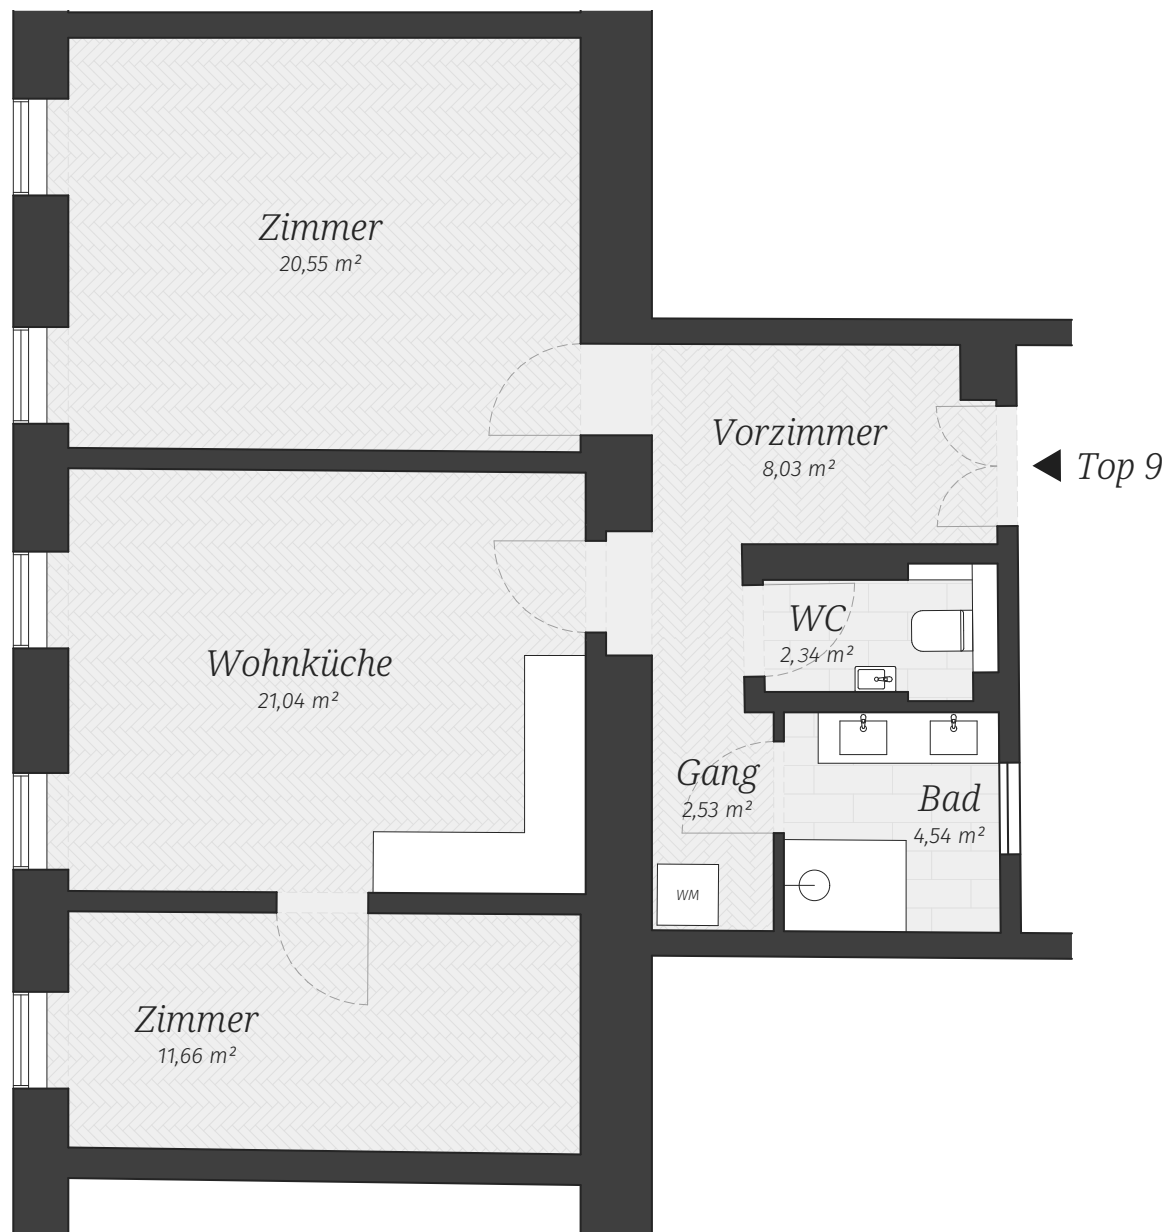 Zimmer
20,55 m²
Vorzimmer
8,03 m²
Top 9
WC
2,34 m²
Wohnküche
21,04 m²
Gang
2,53 m²
Bad
4,54 m²
WM
Zimmer
11,66 m²